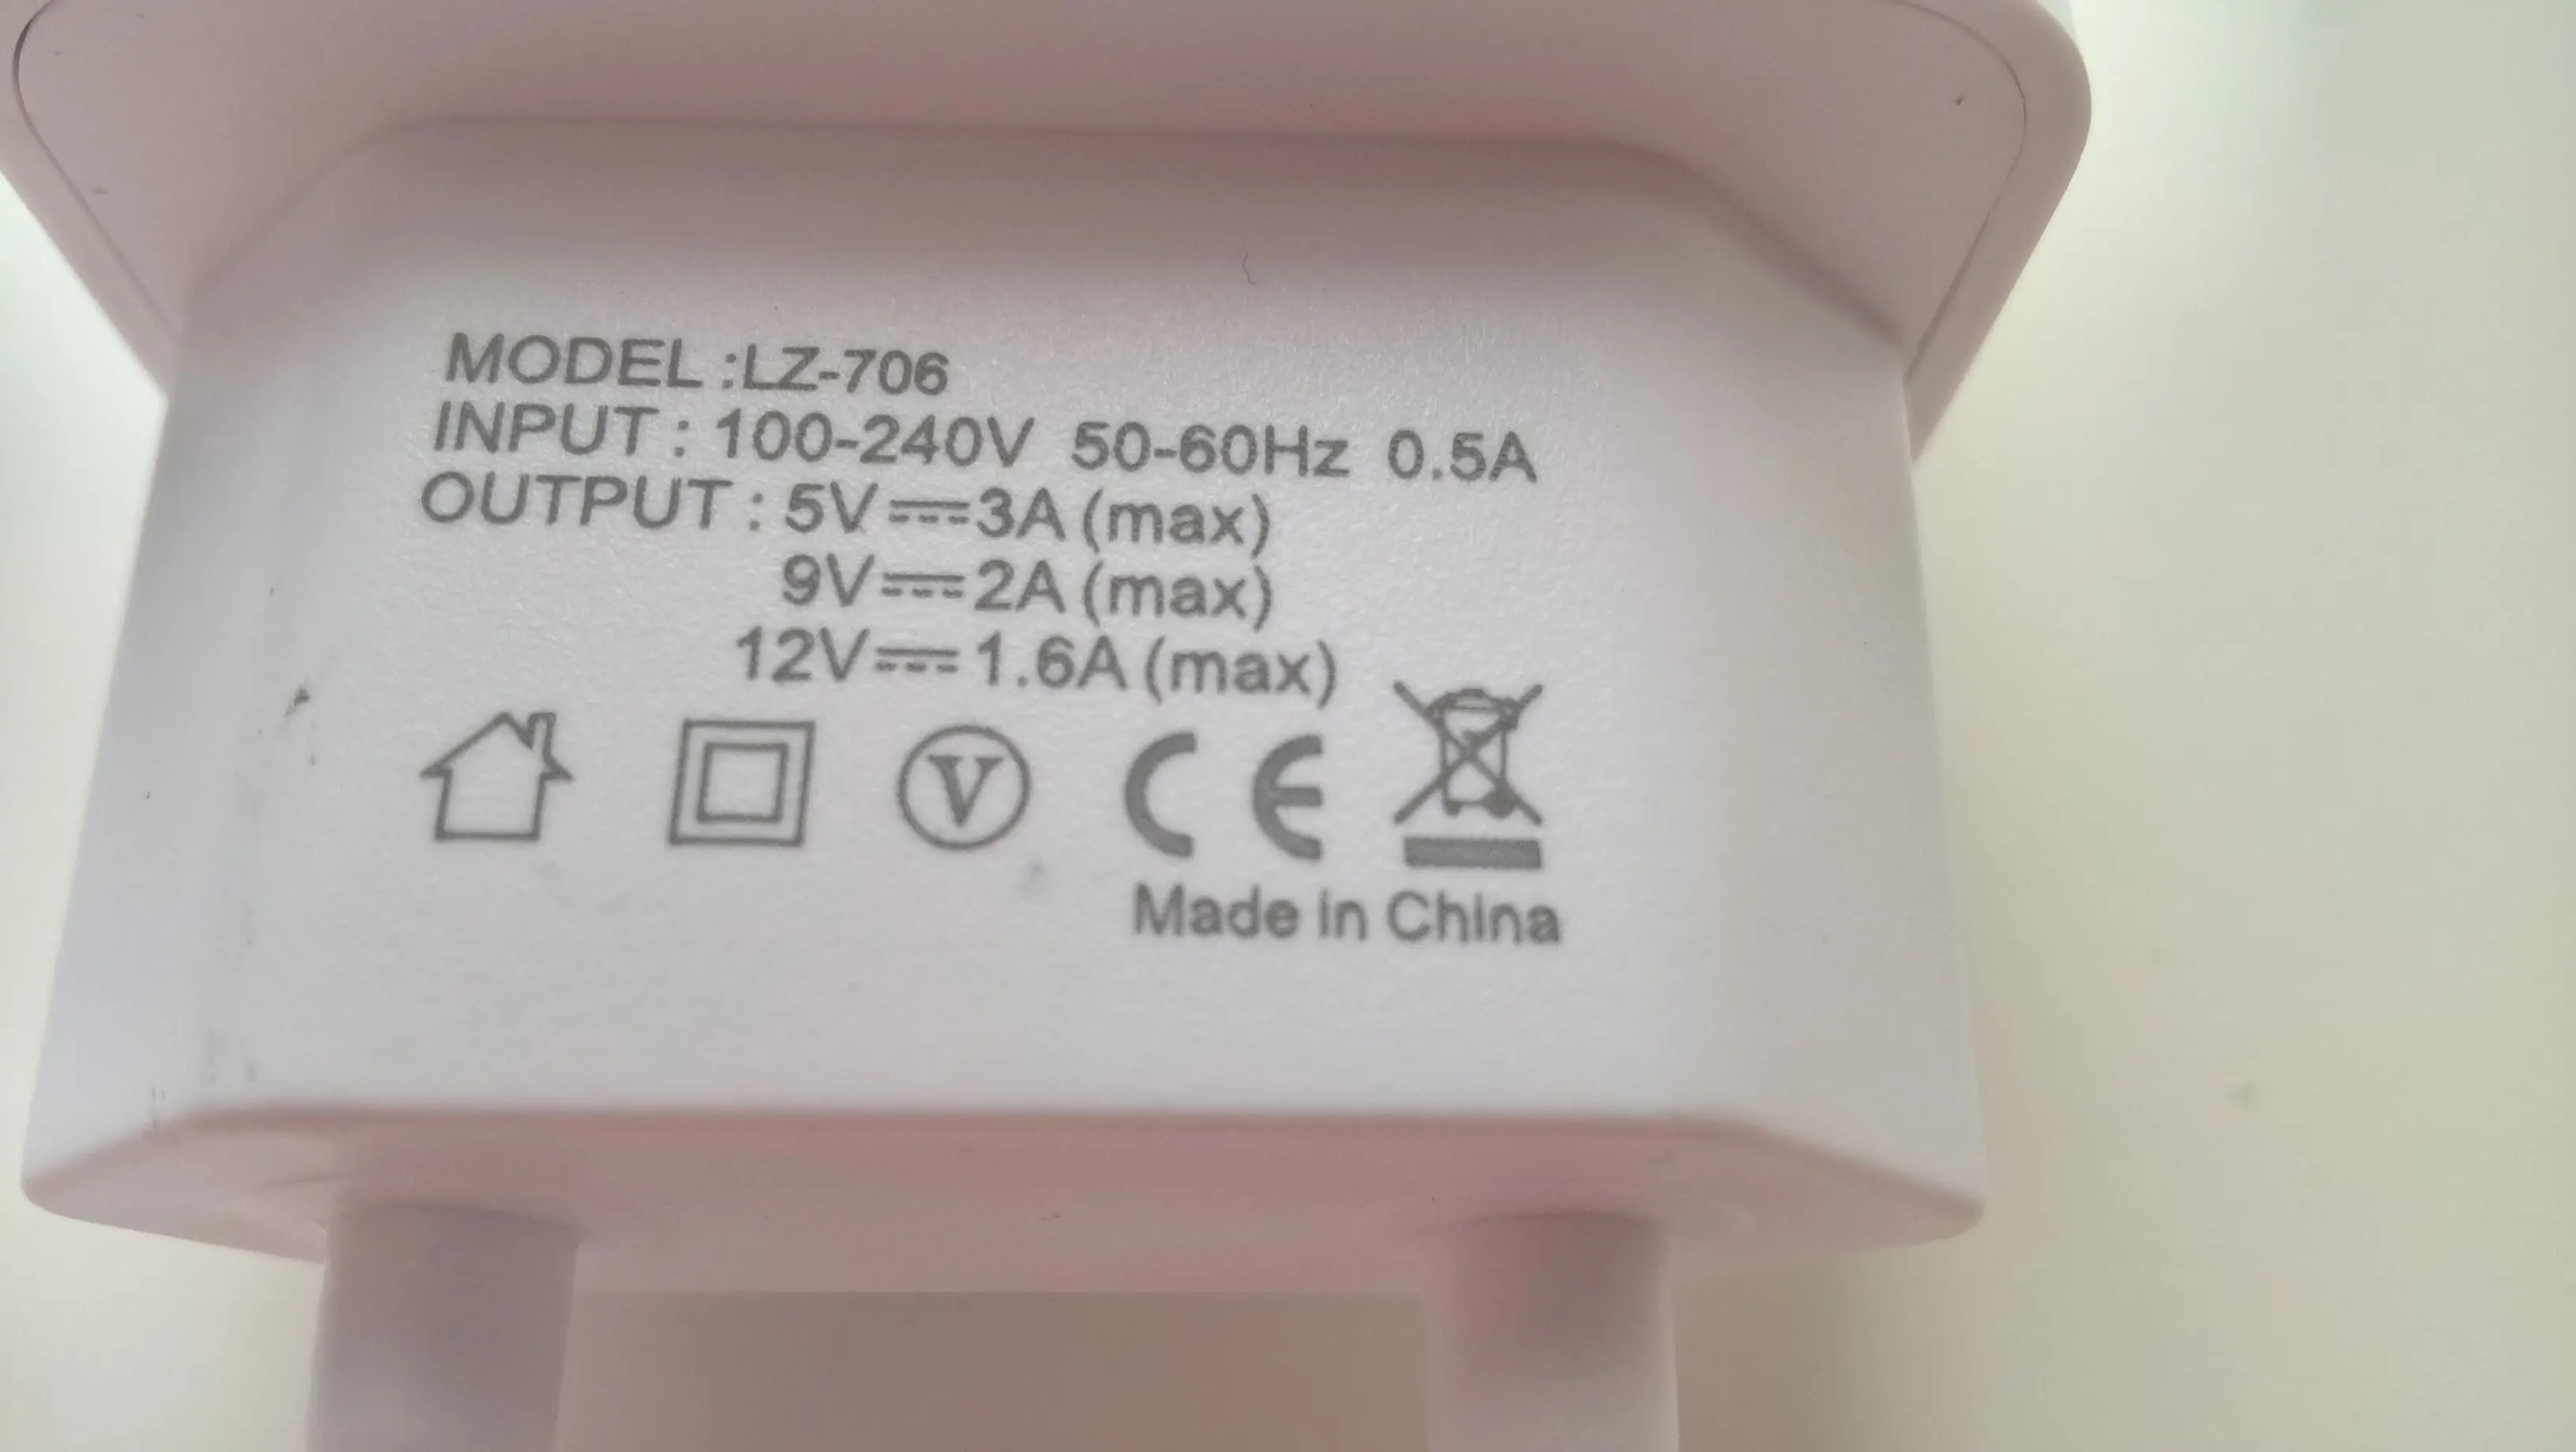 MODEL :LZ-706
INPUT : 100-240V 50-60Hz 0.5A
OUTPUT : 5V⎓3A (max)
9V⎓2A (max)
12V⎓1.6A (max)
V CE
Made in China